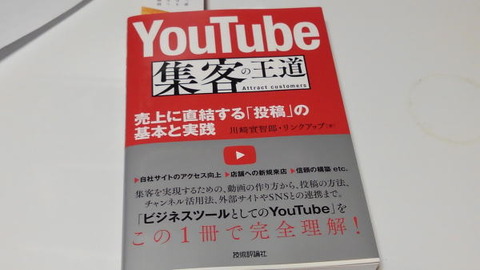 YouTube
集客の王道
Attract customers
売上に直結する「投稿」の
基本と実践
川﨑實智郎・リンクアップ 著
▶自社サイトのアクセス向上 ▶店舗への新規来店 ▶信頼の構築 etc.
集客を実現するための、動画の作り方から、投稿の方法、
チャンネル活用法、外部サイトやSNSとの連携まで。
「ビジネスツールとしてのYouTube」を
この1冊で完全理解！
技術評論社